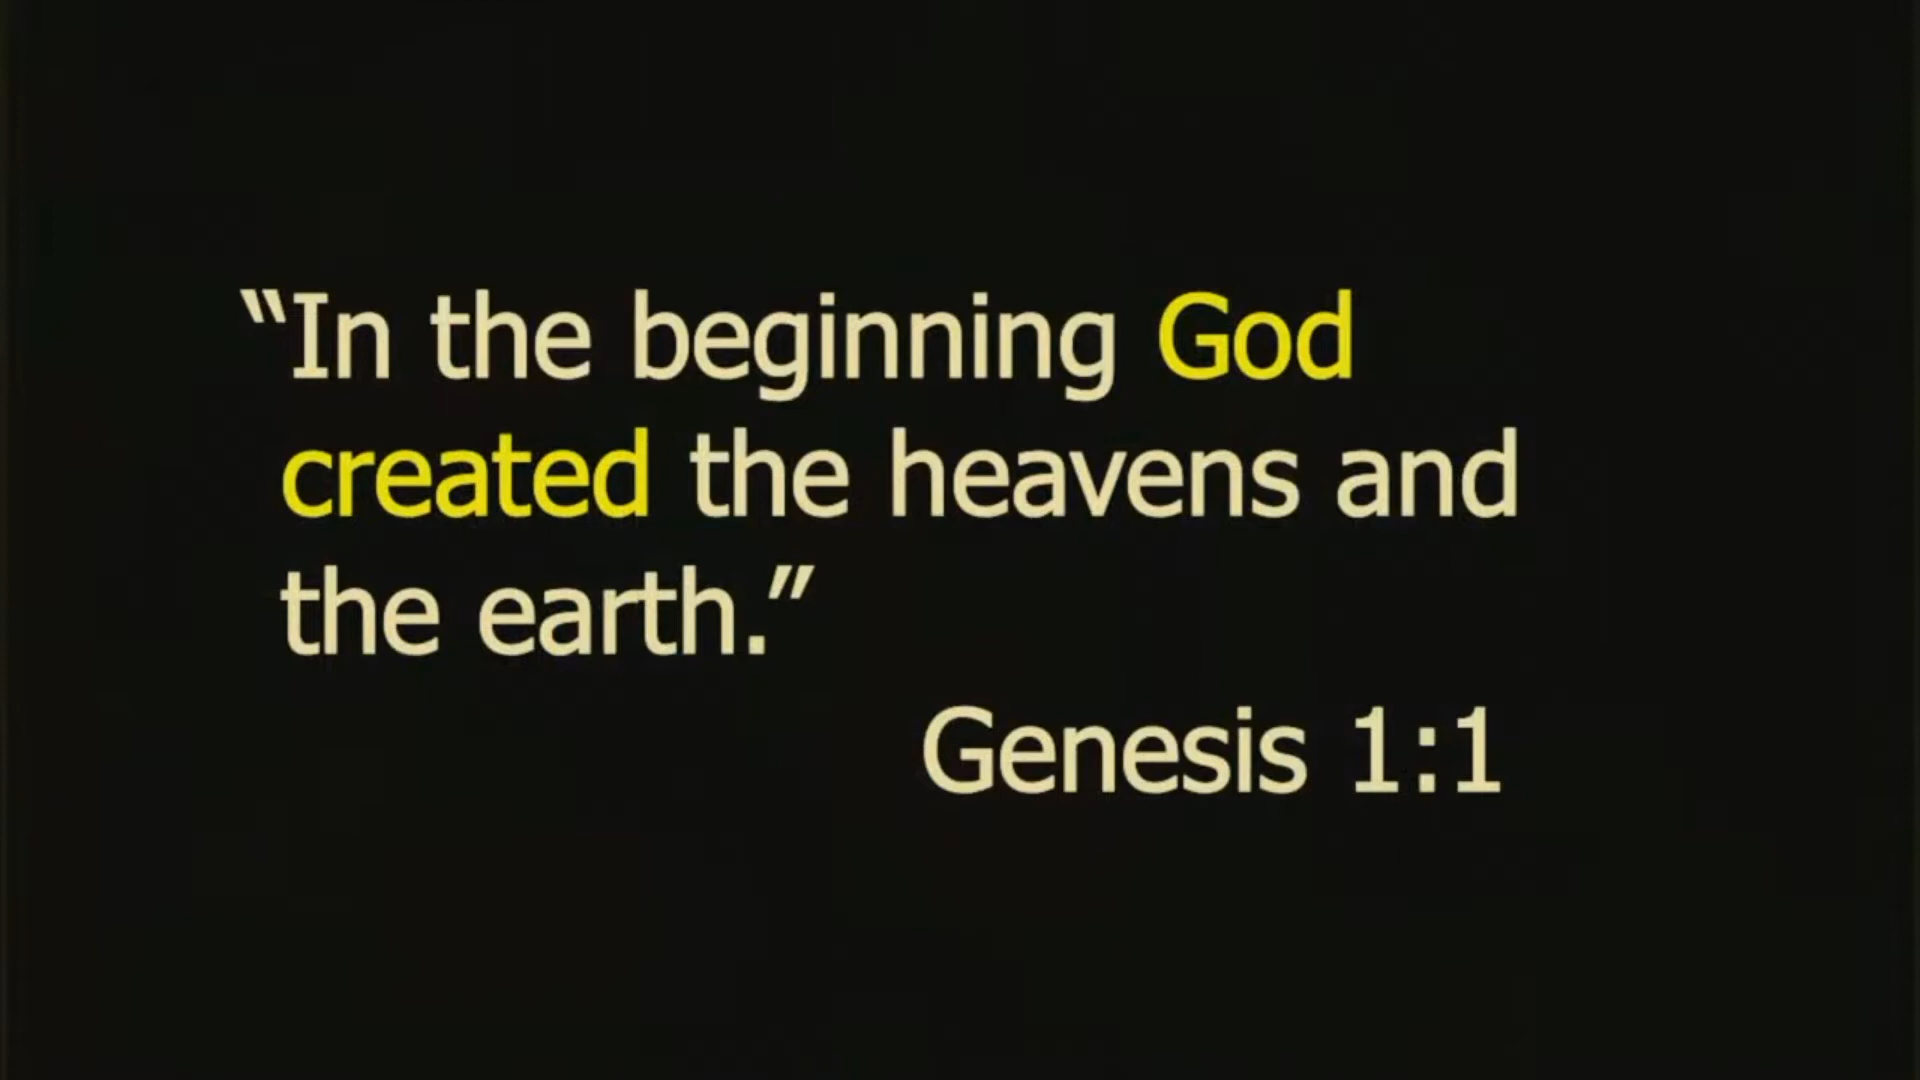 “In the beginning God
created the heavens and
the earth.”
Genesis 1:1